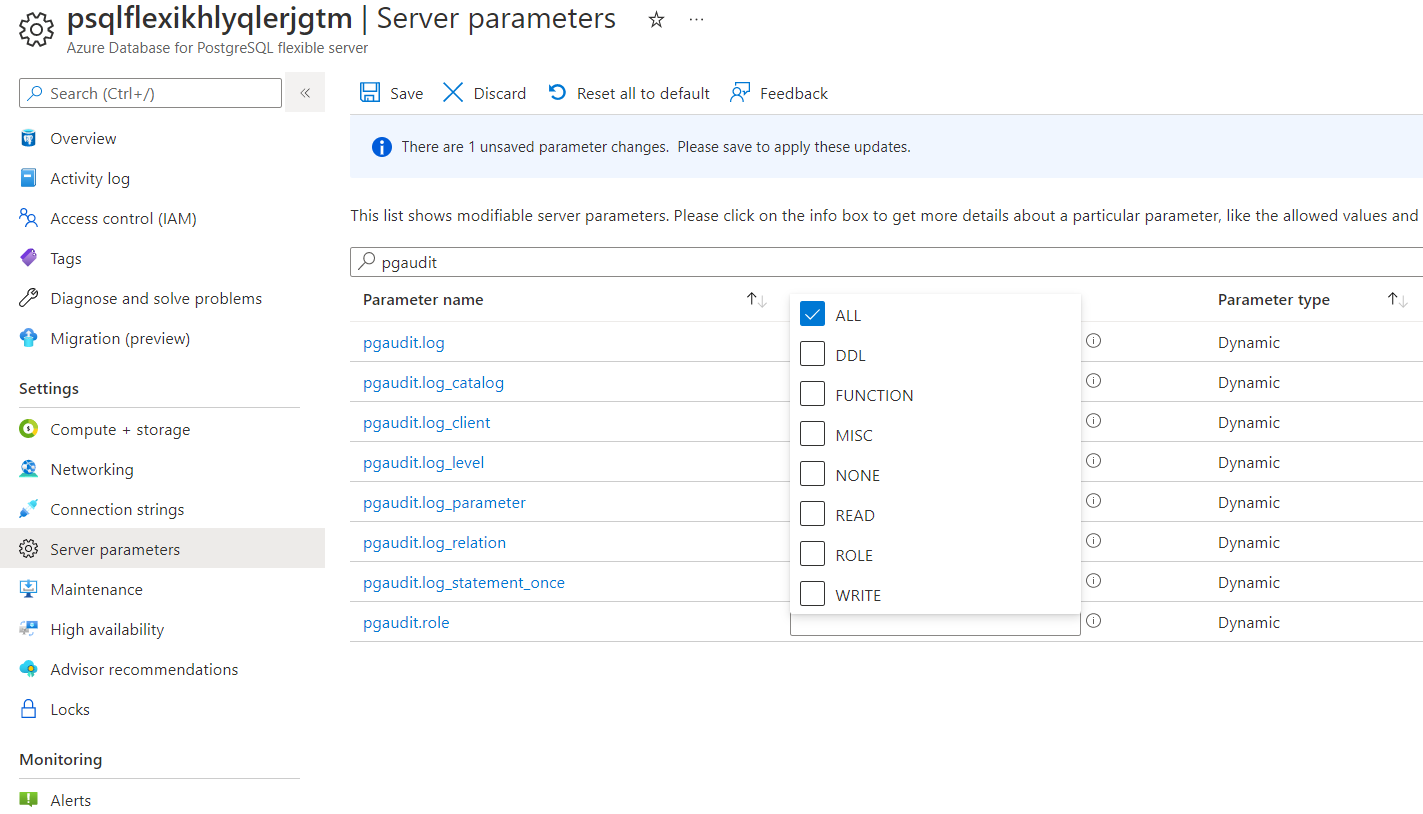 psqlflexikhlyqlerjgtm | Server parameters
Azure Database for PostgreSQL flexible server
Search (Ctrl+/)
Overview
Activity log
Access control (IAM)
Tags
Diagnose and solve problems
Migration (preview)
Settings
Compute + storage
Networking
Connection strings
Server parameters
Maintenance
High availability
Advisor recommendations
Locks
Monitoring
Alerts
Save Discard Reset all to default Feedback
There are 1 unsaved parameter changes. Please save to apply these updates.
This list shows modifiable server parameters. Please click on the info box to get more details about a particular parameter, like the allowed values and
pgaudit
Parameter name Parameter type
pgaudit.log Dynamic
pgaudit.log_catalog Dynamic
pgaudit.log_client Dynamic
pgaudit.log_level Dynamic
pgaudit.log_parameter Dynamic
pgaudit.log_relation Dynamic
pgaudit.log_statement_once Dynamic
pgaudit.role Dynamic
ALL
DDL
FUNCTION
MISC
NONE
READ
ROLE
WRITE